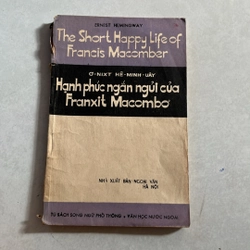 ERNEST HEMINGWAY
The Short Happy Life of
Francis Macomber
Ơ-NIXT HÊ-MINH-UÂY
Hạnh phúc ngắn ngủi của
Franxit Macombơ
NHÀ XUẤT BẢN NGOẠI VĂN
HÀ NỘI
TỦ SÁCH SONG NGỮ PHỔ THÔNG • VĂN HỌC NƯỚC NGOÀI